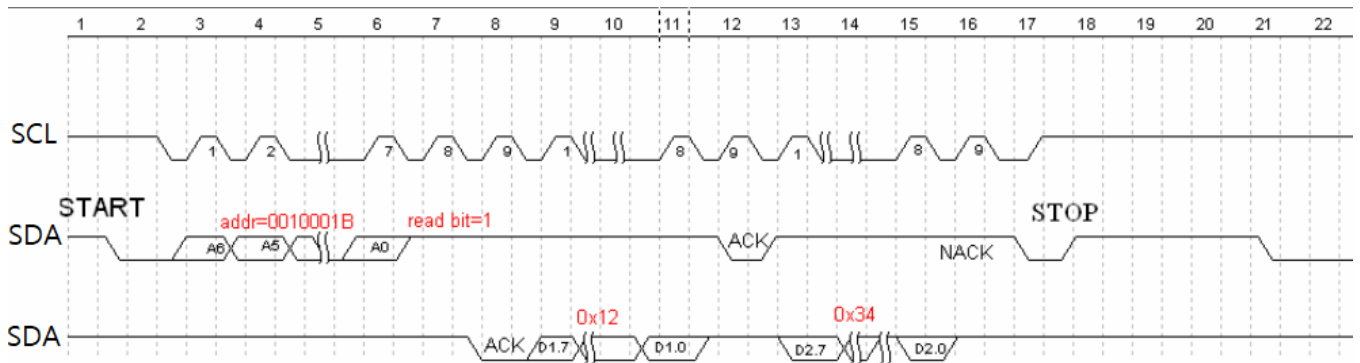 1 2 3 4 5 6 7 8 9 10 11 12 13 14 15 16 17 18 19 20 21 22
SCL 1 2 7 8 9 1 8 9 1 8 9
START addr=0010001B read bit=1 STOP
SDA A6 A5 A0 ACK NACK
0x12 0x34
SDA ACK D1.7 D1.0 D2.7 D2.0